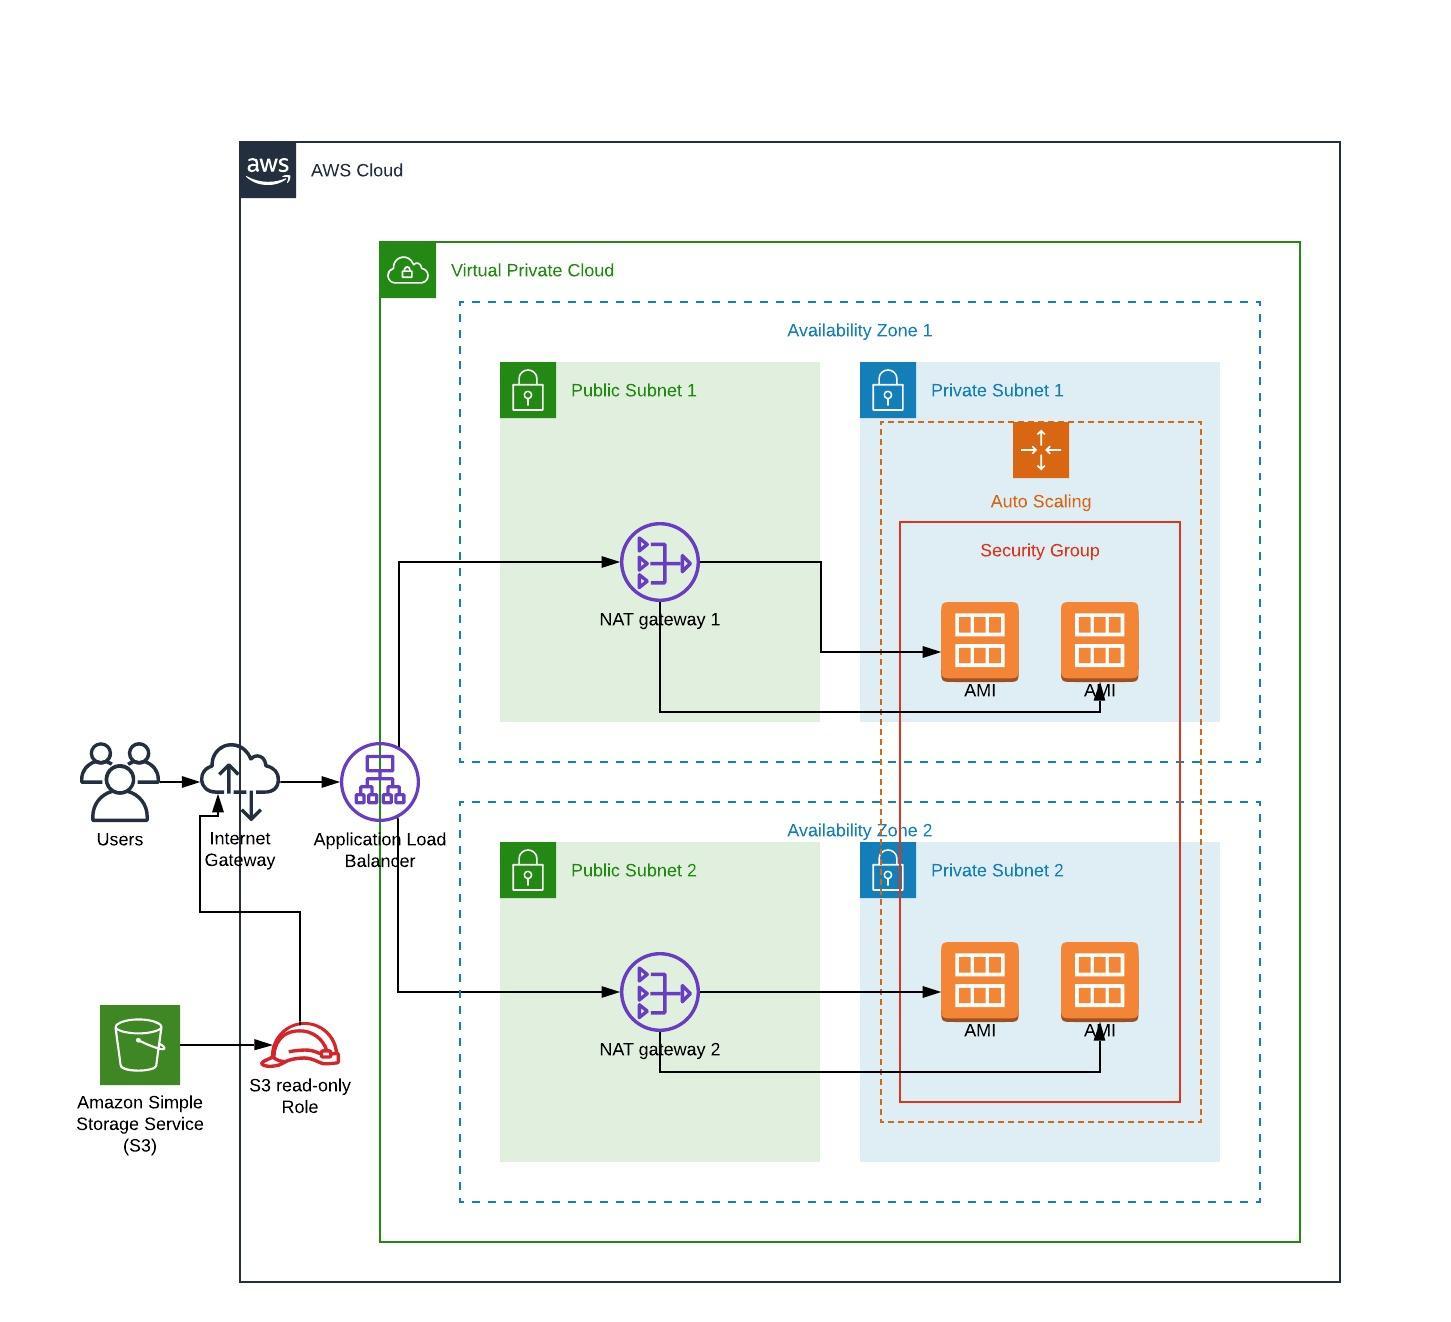 aws
AWS Cloud
Virtual Private Cloud
Availability Zone 1
Public Subnet 1
Private Subnet 1
Auto Scaling
Security Group
NAT gateway 1
AMI
AMI
Users
Internet
Gateway
Application Load
Balancer
Availability Zone 2
Public Subnet 2
Private Subnet 2
NAT gateway 2
AMI
AMI
Amazon Simple
Storage Service
(S3)
S3 read-only
Role